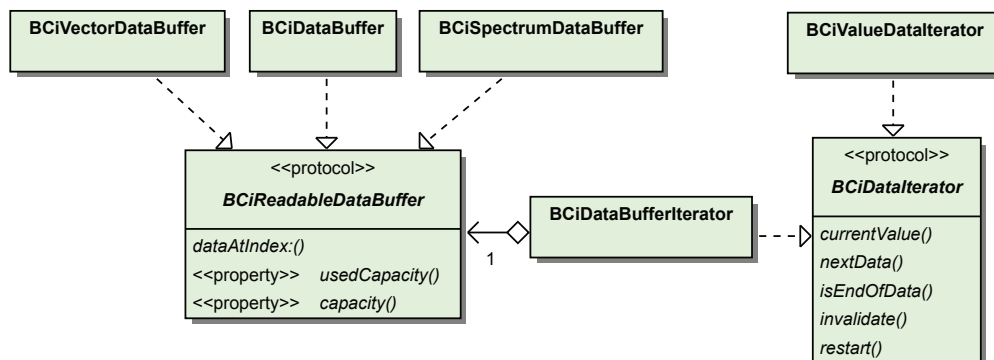 BCiVectorDataBuffer
BCiDataBuffer
BCiSpectrumDataBuffer
BCiValueDataIterator
<<protocol>>
BCiReadableDataBuffer
dataAtIndex:()
<<property>> usedCapacity()
<<property>> capacity()
1
BCiDataBufferIterator
<<protocol>>
BCiDataIterator
currentValue()
nextData()
isEndOfData()
invalidate()
restart()